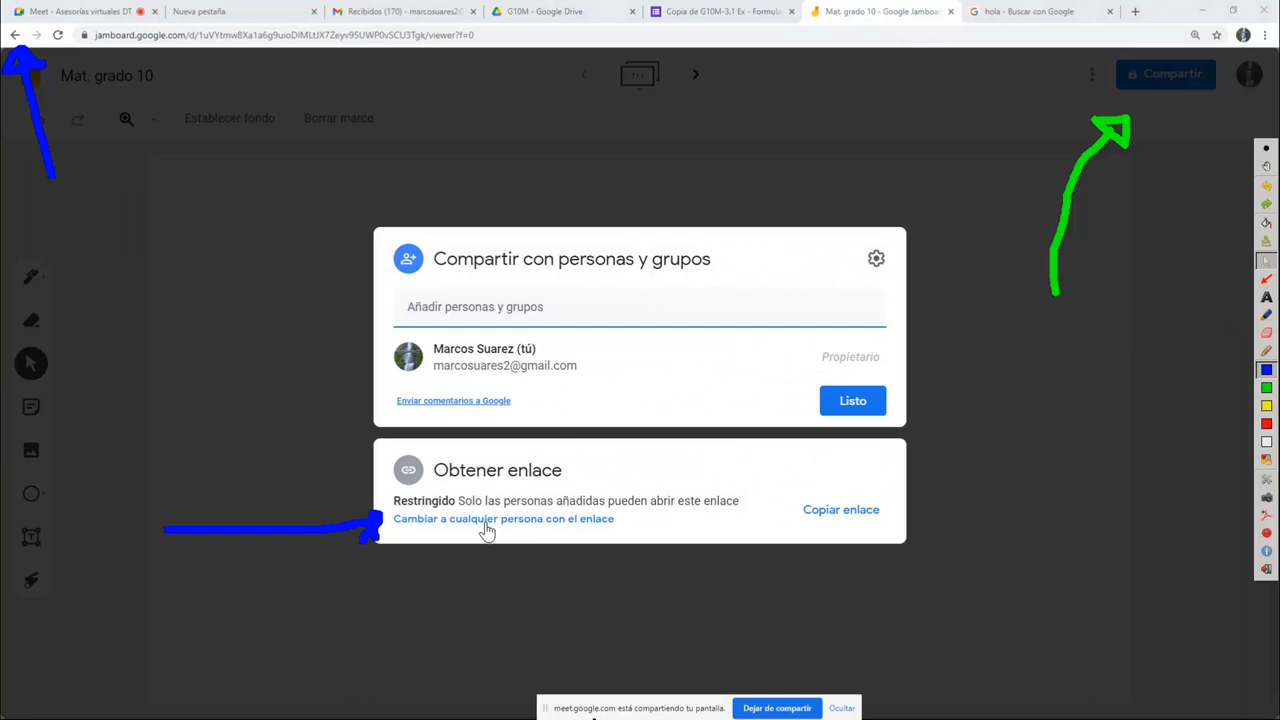 Meet - Asesorías virtuales DT
Nueva pestaña
Recibidos (170) - marcosuares2@
G10M - Google Drive
Copia de G10M-3.1 Ex - Formula
Mat. grado 10 - Google Jamboa
hola - Buscar con Google
jamboard.google.com/d/1uVYtmw8Xa1a6g9uioDIMLtJX7Zeyv95UWP0vSCU3Tgk/viewer?f=0
Mat. grado 10
Compartir
Establecer fondo
Borrar marco
Compartir con personas y grupos
Añadir personas y grupos
Marcos Suarez (tú)
marcosuares2@gmail.com
Propietario
Enviar comentarios a Google
Listo
Obtener enlace
Restringido Solo las personas añadidas pueden abrir este enlace
Cambiar a cualquier persona con el enlace
Copiar enlace
meet.google.com está compartiendo tu pantalla.
Dejar de compartir
Ocultar